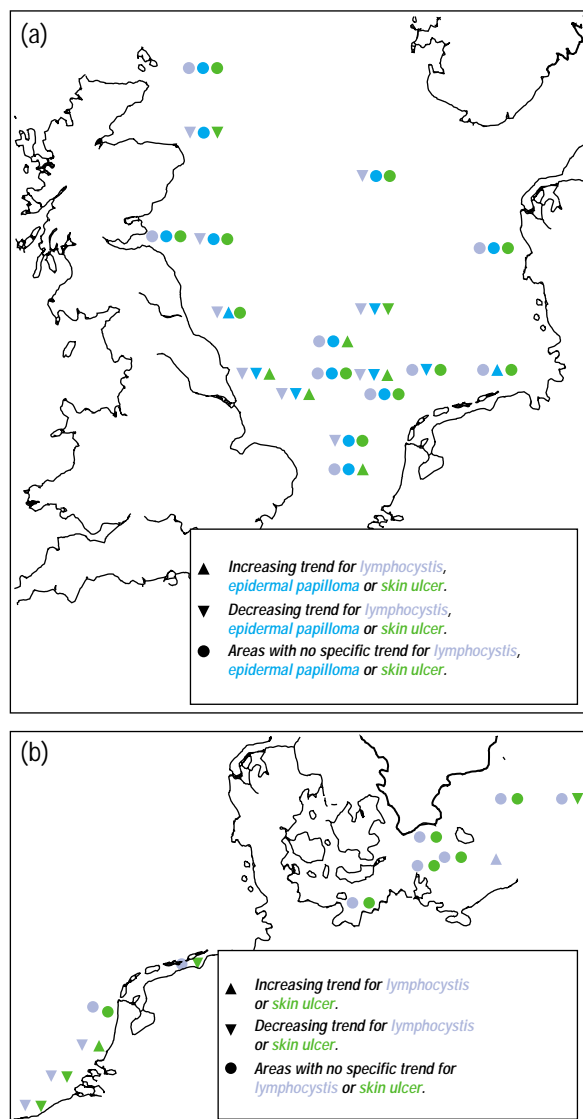 (a)
Increasing trend for lymphocystis,
epidermal papilloma or skin ulcer.
Decreasing trend for lymphocystis,
epidermal papilloma or skin ulcer.
Areas with no specific trend for lymphocystis,
epidermal papilloma or skin ulcer.
(b)
Increasing trend for lymphocystis
or skin ulcer.
Decreasing trend for lymphocystis
or skin ulcer.
Areas with no specific trend for
lymphocystis or skin ulcer.